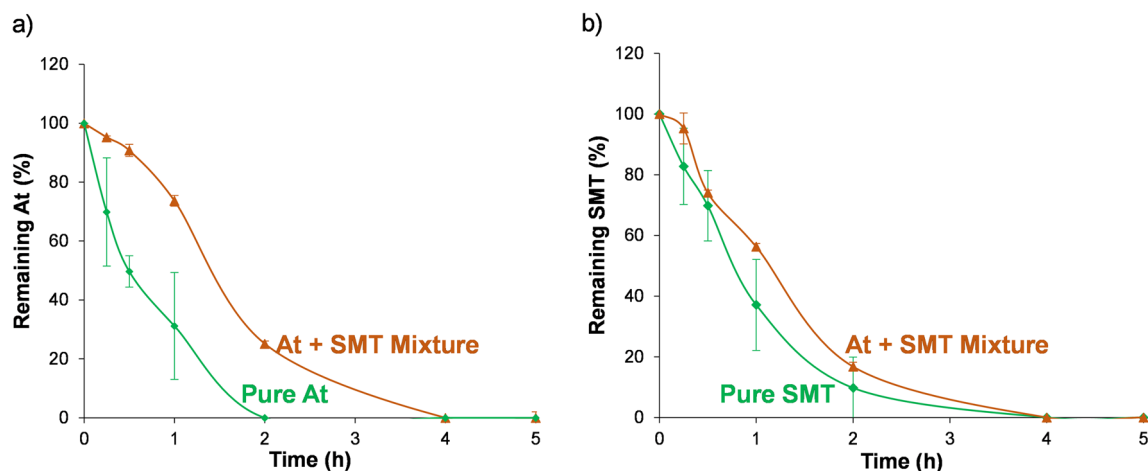 a)
120
100
80
60
40
20
0
Remaining At (%)
At + SMT Mixture
Pure At
0 1 2 3 4 5
Time (h)
b)
120
100
80
60
40
20
0
Remaining SMT (%)
At + SMT Mixture
Pure SMT
0 1 2 3 4 5
Time (h)